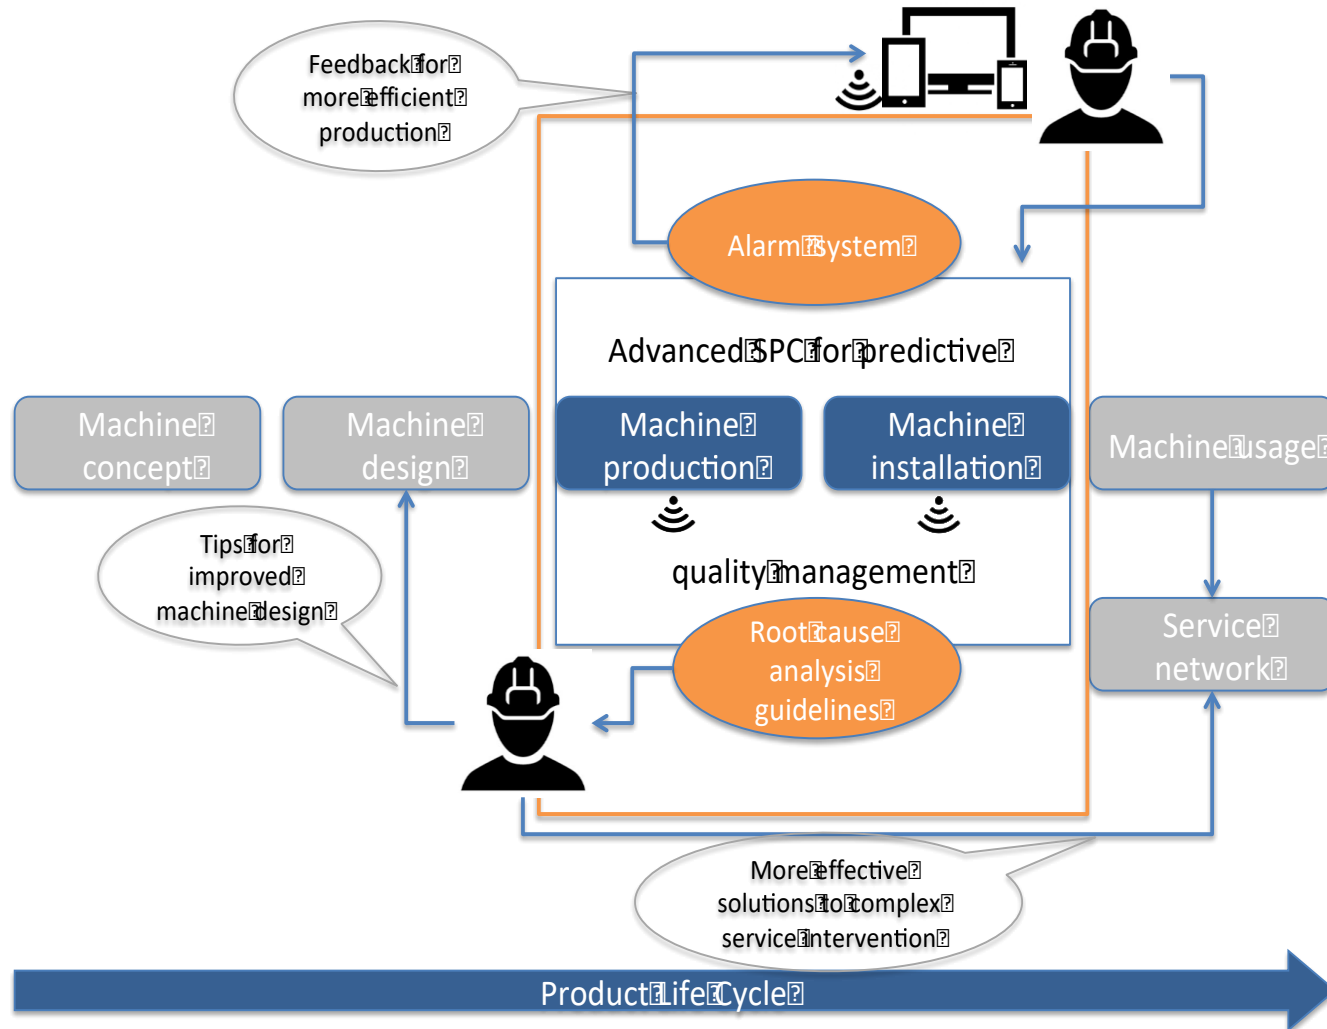 Feedback for
more efficient
production
Alarm system
Advanced SPC for predictive
Machine
concept
Machine
design
Machine
production
Machine
installation
Machine usage
Tips for
improved
machine design
quality management
Root cause
analysis
guidelines
Service
network
More effective
solutions to complex
service intervention
Product Life Cycle